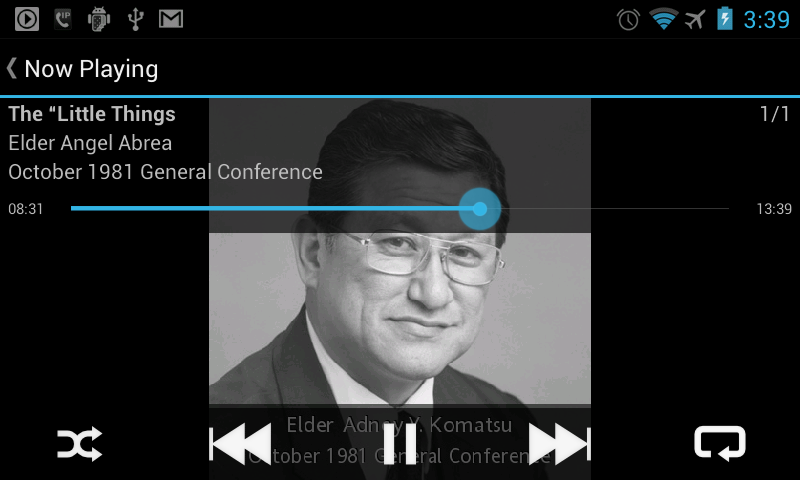 IP
3:39
Now Playing
The “Little Things
1/1
Elder Angel Abrea
October 1981 General Conference
08:31
13:39
Elder Adney Y. Komatsu
October 1981 General Conference